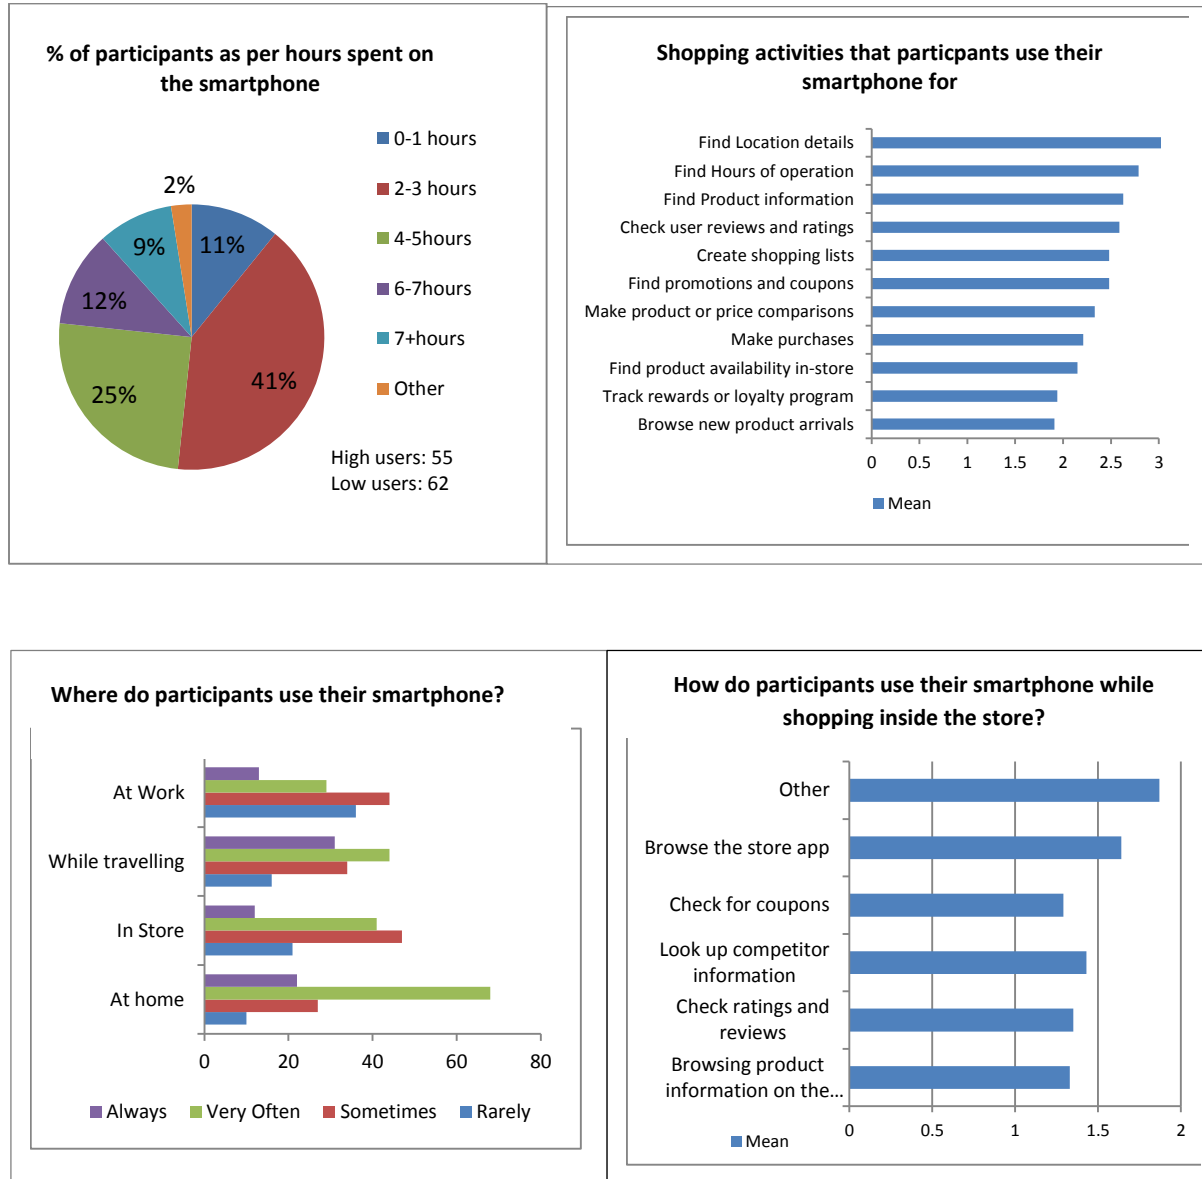 % of participants as per hours spent on
the smartphone
0-1 hours
2-3 hours
4-5hours
6-7hours
7+hours
Other
2%
11%
9%
12%
41%
25%
High users: 55
Low users: 62
Shopping activities that particpants use their
smartphone for
Find Location details
Find Hours of operation
Find Product information
Check user reviews and ratings
Create shopping lists
Find promotions and coupons
Make product or price comparisons
Make purchases
Find product availability in-store
Track rewards or loyalty program
Browse new product arrivals
0 0.5 1 1.5 2 2.5 3
Mean
Where do participants use their smartphone?
At Work
While travelling
In Store
At home
0 20 40 60 80
Always Very Often Sometimes Rarely
How do participants use their smartphone while
shopping inside the store?
Other
Browse the store app
Check for coupons
Look up competitor
information
Check ratings and
reviews
Browsing product
information on the...
0 0.5 1 1.5 2
Mean